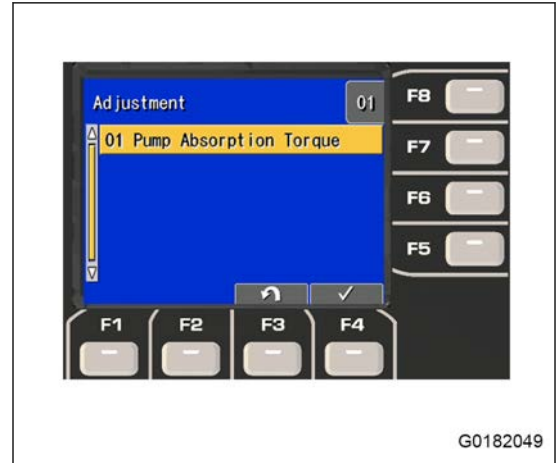 Adjustment 01
01 Pump Absorption Torque
F8
F7
F6
F5
F1 F2 F3 F4
G0182049